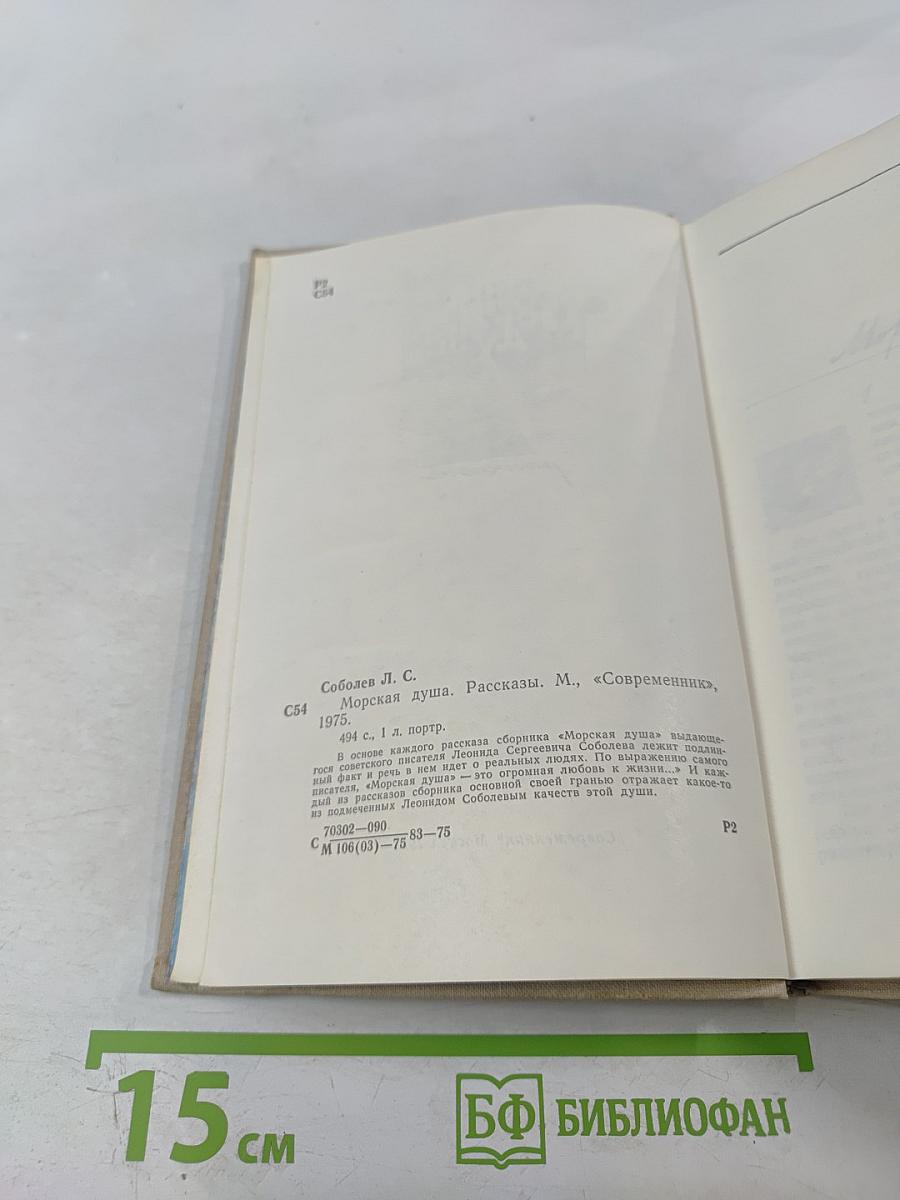 Р2
С54
Соболев Л. С.
С54 Морская душа. Рассказы. М., «Современник»,
1975.
494 с., 1 л. портр.
В основе каждого рассказа сборника «Морская душа» выдающе-
гося советского писателя Леонида Сергеевича Соболева лежит подлин-
ный факт и речь в нем идет о реальных людях. По выражению самого
писателя, «Морская душа» — это огромная любовь к жизни...» И каж-
дый из рассказов сборника основной своей гранью отражает какое-то
из подмеченных Леонидом Соболевым качеств этой души.
70302—090
С 83—75 Р2
М 106(03)—75
15 см
БФ БИБЛИОФАН